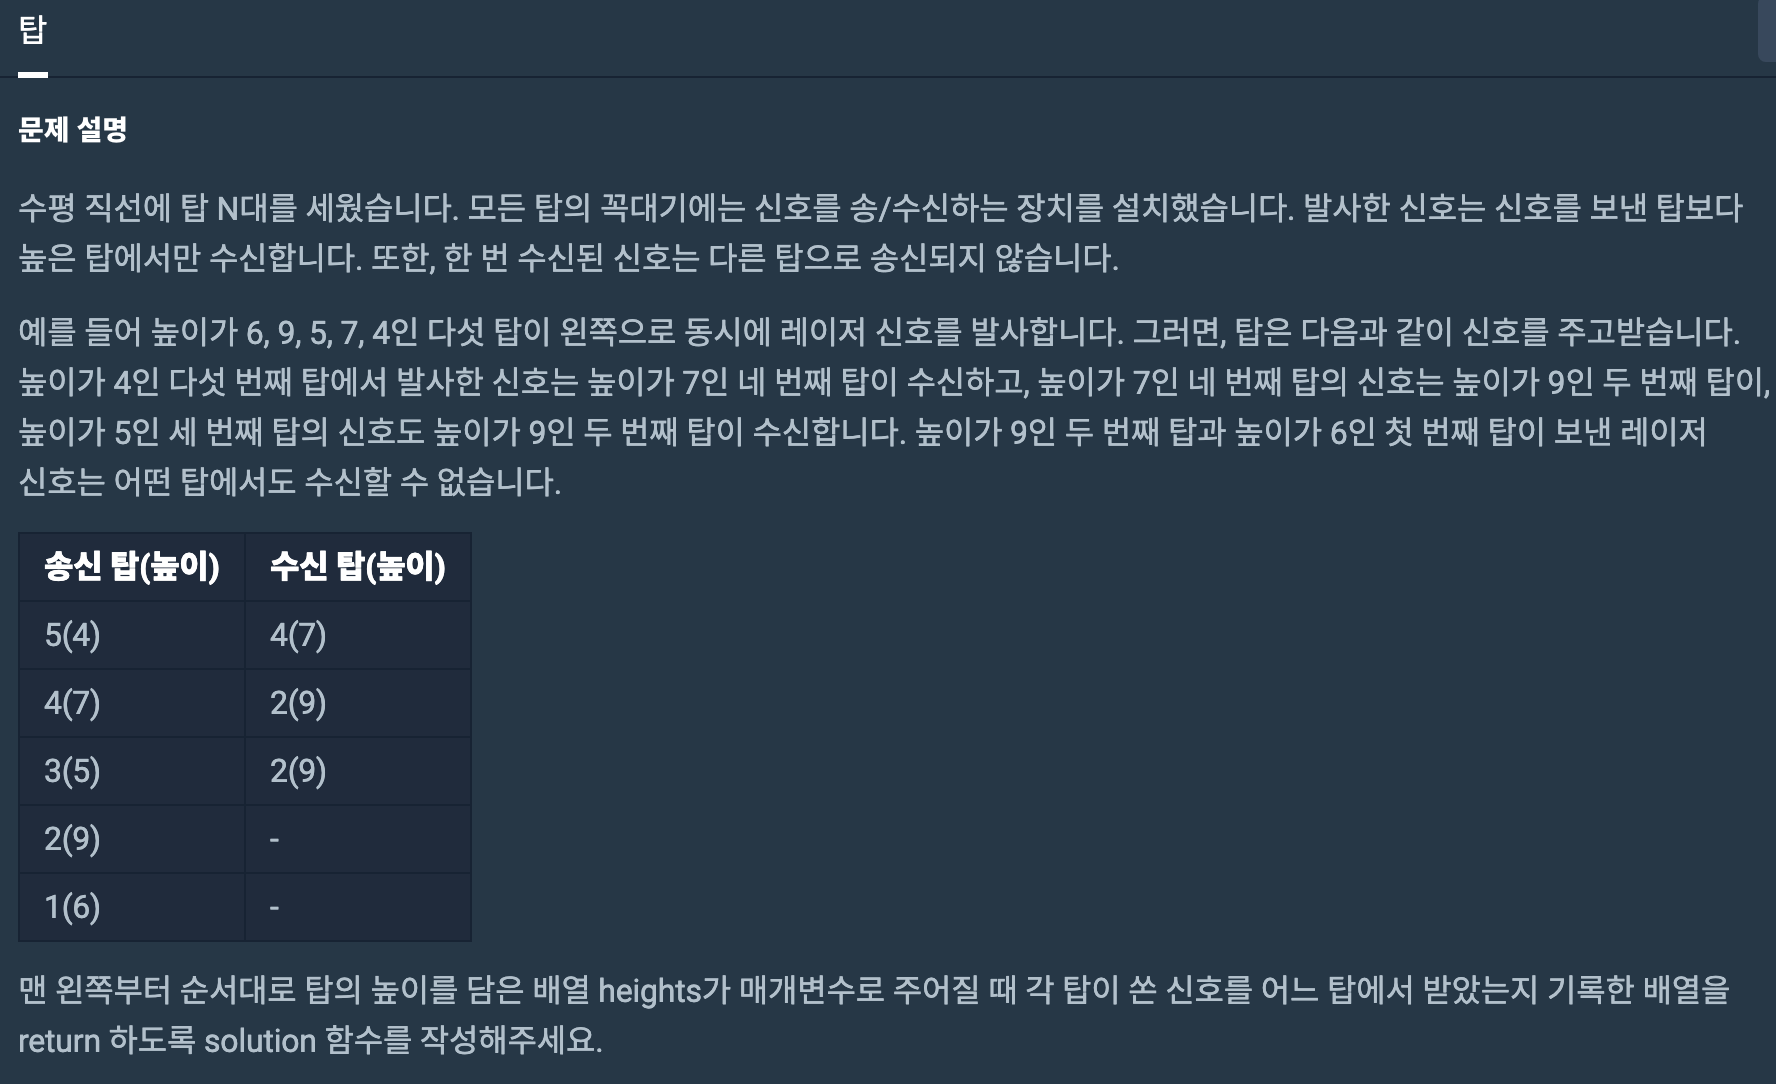 탑
문제 설명
수평 직선에 탑 N대를 세웠습니다. 모든 탑의 꼭대기에는 신호를 송/수신하는 장치를 설치했습니다. 발사한 신호는 신호를 보낸 탑보다
높은 탑에서만 수신합니다. 또한, 한 번 수신된 신호는 다른 탑으로 송신되지 않습니다.
예를 들어 높이가 6, 9, 5, 7, 4인 다섯 탑이 왼쪽으로 동시에 레이저 신호를 발사합니다. 그러면, 탑은 다음과 같이 신호를 주고받습니다.
높이가 4인 다섯 번째 탑에서 발사한 신호는 높이가 7인 네 번째 탑이 수신하고, 높이가 7인 네 번째 탑의 신호는 높이가 9인 두 번째 탑이,
높이가 5인 세 번째 탑의 신호도 높이가 9인 두 번째 탑이 수신합니다. 높이가 9인 두 번째 탑과 높이가 6인 첫 번째 탑이 보낸 레이저
신호는 어떤 탑에서도 수신할 수 없습니다.
송신 탑(높이) 수신 탑(높이)
5(4) 4(7)
4(7) 2(9)
3(5) 2(9)
2(9) -
1(6) -
맨 왼쪽부터 순서대로 탑의 높이를 담은 배열 heights가 매개변수로 주어질 때 각 탑이 쏜 신호를 어느 탑에서 받았는지 기록한 배열을
return 하도록 solution 함수를 작성해주세요.